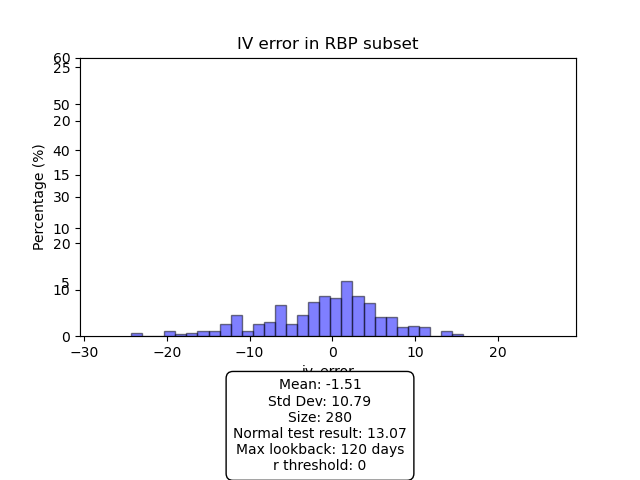 IV error in RBP subset
60
25
50
20
40
15
30
10
20
5
10
0
Percentage (%)
−30 −20 −10 0 10 20
iv_error
Mean: -1.51
Std Dev: 10.79
Size: 280
Normal test result: 13.07
Max lookback: 120 days
r threshold: 0